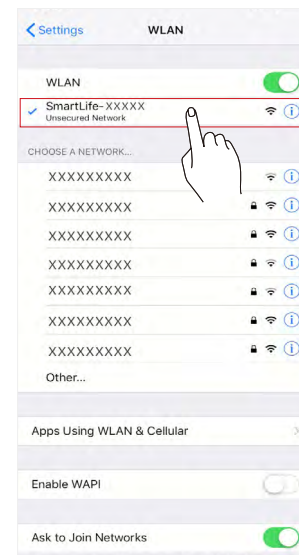 Settings WLAN
WLAN
SmartLife-XXXXX
Unsecured Network
CHOOSE A NETWORK...
XXXXXXXXX
XXXXXXXXX
XXXXXXXXX
XXXXXXXXX
XXXXXXXXX
XXXXXXXXX
XXXXXXXXX
Other...
Apps Using WLAN & Cellular
Enable WAPI
Ask to Join Networks